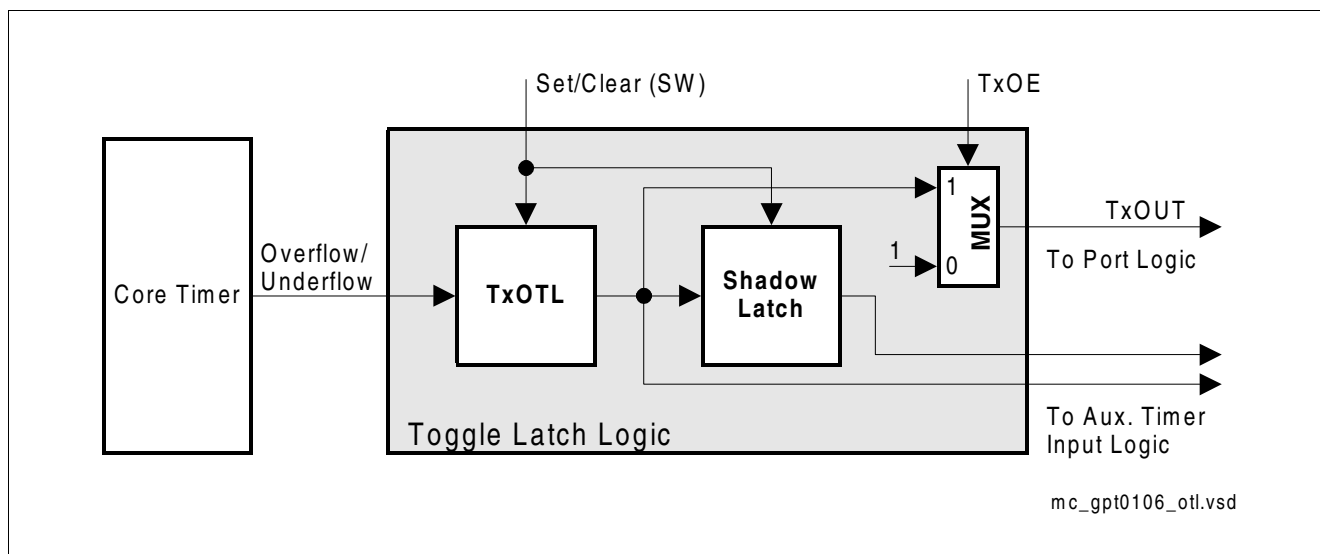 Set/Clear (SW)
TxOE
Core Timer
Overflow/
Underflow
TxOTL
Shadow
Latch
1
1
0
MUX
TxOUT
To Port Logic
To Aux. Timer
Input Logic
Toggle Latch Logic
mc_gpt0106_otl.vsd